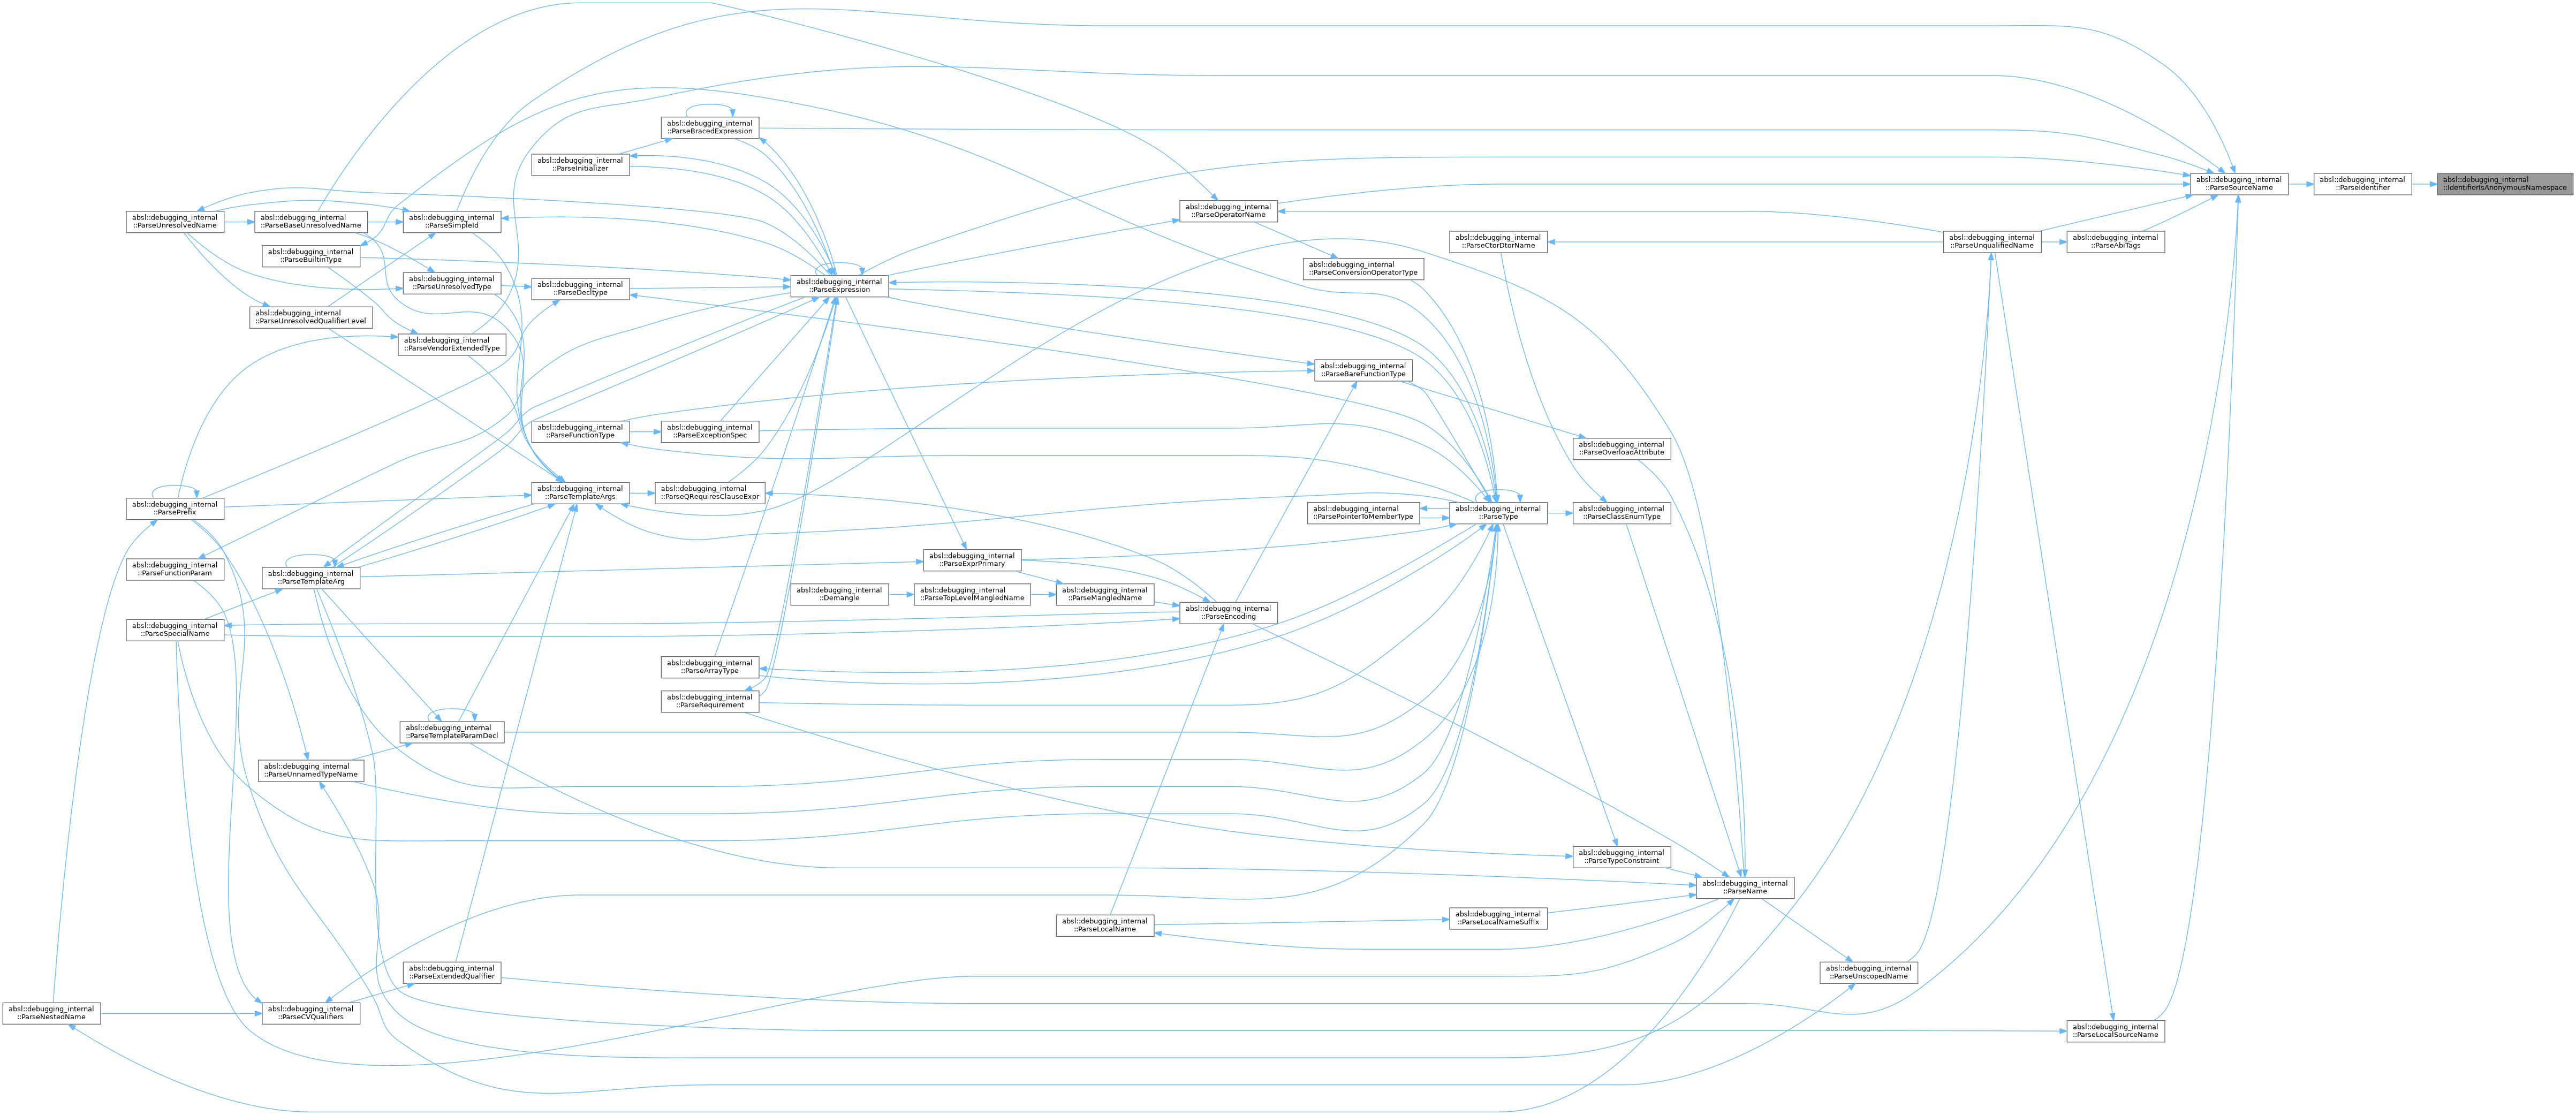 absl::debugging_internal
::ParseBracedExpression
absl::debugging_internal
::ParseInitializer
absl::debugging_internal
::ParseSourceName
absl::debugging_internal
::ParseIdentifier
absl::debugging_internal
::IdentifierIsAnonymousNamespace
absl::debugging_internal
::ParseUnresolvedName
absl::debugging_internal
::ParseBaseUnresolvedName
absl::debugging_internal
::ParseSimpleId
absl::debugging_internal
::ParseOperatorName
absl::debugging_internal
::ParseCtorDtorName
absl::debugging_internal
::ParseUnqualifiedName
absl::debugging_internal
::ParseAbiTags
absl::debugging_internal
::ParseBuiltinType
absl::debugging_internal
::ParseConversionOperatorType
absl::debugging_internal
::ParseUnresolvedType
absl::debugging_internal
::ParseDecltype
absl::debugging_internal
::ParseExpression
absl::debugging_internal
::ParseUnresolvedQualifierLevel
absl::debugging_internal
::ParseVendorExtendedType
absl::debugging_internal
::ParseBareFunctionType
absl::debugging_internal
::ParseFunctionType
absl::debugging_internal
::ParseExceptionSpec
absl::debugging_internal
::ParseOverloadAttribute
absl::debugging_internal
::ParseTemplateArgs
absl::debugging_internal
::ParseQRequiresClauseExpr
absl::debugging_internal
::ParsePrefix
absl::debugging_internal
::ParsePointerToMemberType
absl::debugging_internal
::ParseType
absl::debugging_internal
::ParseClassEnumType
absl::debugging_internal
::ParseFunctionParam
absl::debugging_internal
::ParseTemplateArg
absl::debugging_internal
::ParseExprPrimary
absl::debugging_internal
::Demangle
absl::debugging_internal
::ParseTopLevelMangledName
absl::debugging_internal
::ParseMangledName
absl::debugging_internal
::ParseEncoding
absl::debugging_internal
::ParseSpecialName
absl::debugging_internal
::ParseArrayType
absl::debugging_internal
::ParseRequirement
absl::debugging_internal
::ParseTemplateParamDecl
absl::debugging_internal
::ParseUnnamedTypeName
absl::debugging_internal
::ParseTypeConstraint
absl::debugging_internal
::ParseName
absl::debugging_internal
::ParseLocalName
absl::debugging_internal
::ParseLocalNameSuffix
absl::debugging_internal
::ParseExtendedQualifier
absl::debugging_internal
::ParseUnscopedName
absl::debugging_internal
::ParseNestedName
absl::debugging_internal
::ParseCVQualifiers
absl::debugging_internal
::ParseLocalSourceName